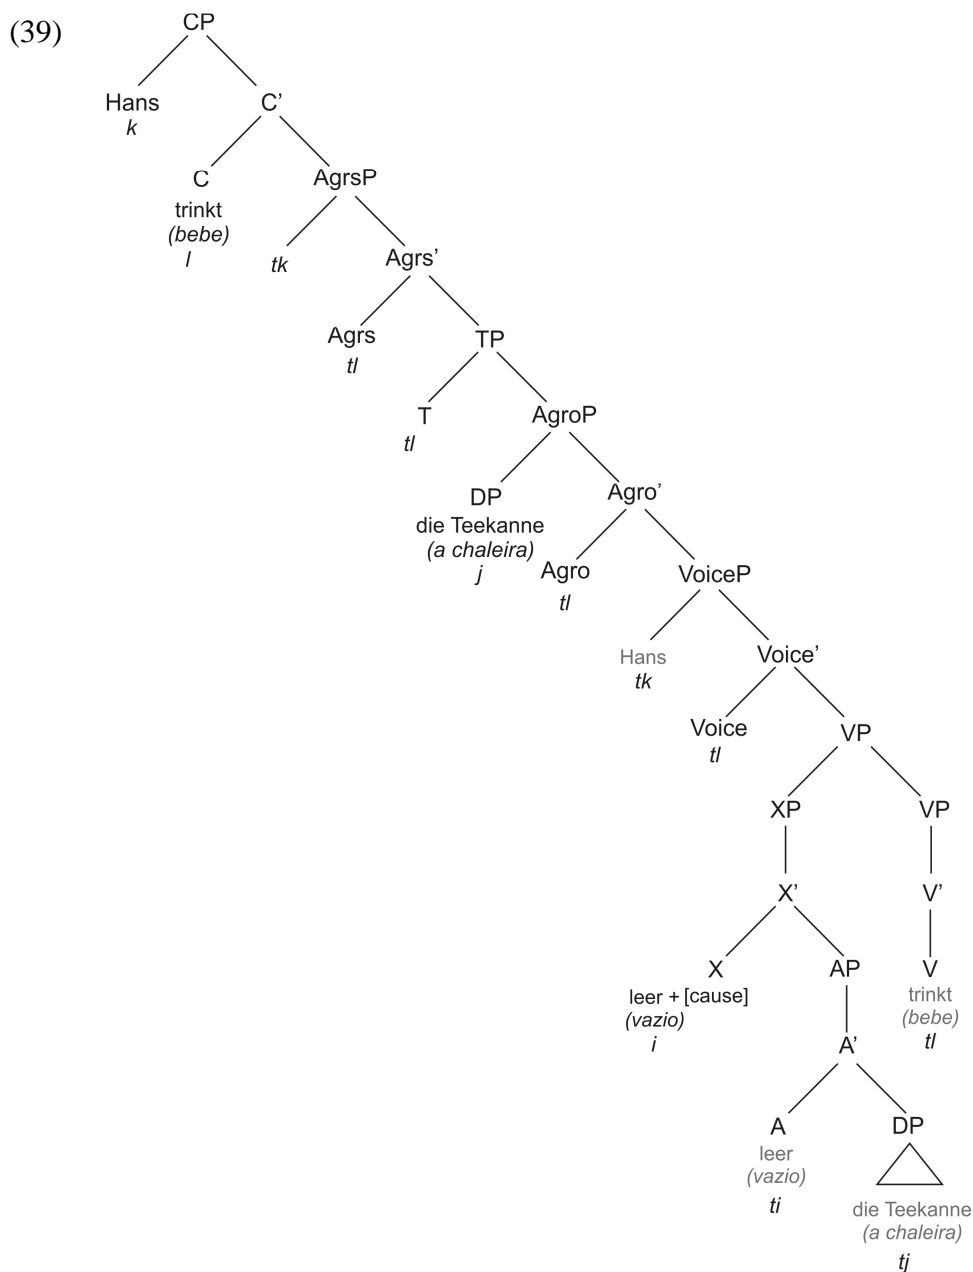 (39)
CP
Hans
k
C’
C
trinkt
(bebe)
l
AgrsP
tk
Agrs’
Agrs
tl
TP
T
tl
AgroP
DP
die Teekanne
(a chaleira)
j
Agro’
Agro
tl
VoiceP
Hans
tk
Voice’
Voice
tl
VP
XP
VP
X’
V’
X
leer + [cause]
(vazio)
i
AP
V
trinkt
(bebe)
tl
A’
A
leer
(vazio)
ti
DP
die Teekanne
(a chaleira)
tj